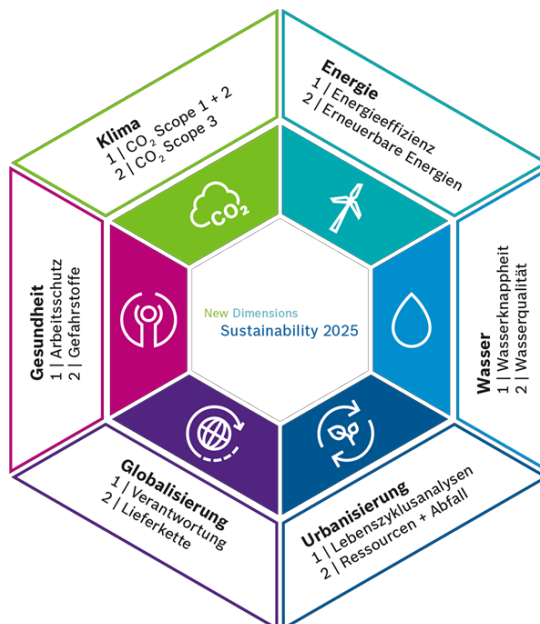 Klima
1 | CO₂ Scope 1 + 2
2 | CO₂ Scope 3
Energie
1 | Energieeffizienz
2 | Erneuerbare Energien
CO₂
Gesundheit
1 | Arbeitsschutz
2 | Gefahrstoffe
New Dimensions
Sustainability 2025
Wasser
1 | Wasserknappheit
2 | Wasserqualität
Globalisierung
1 | Verantwortung
2 | Lieferkette
Urbanisierung
1 | Lebenszyklusanalysen
2 | Ressourcen + Abfall